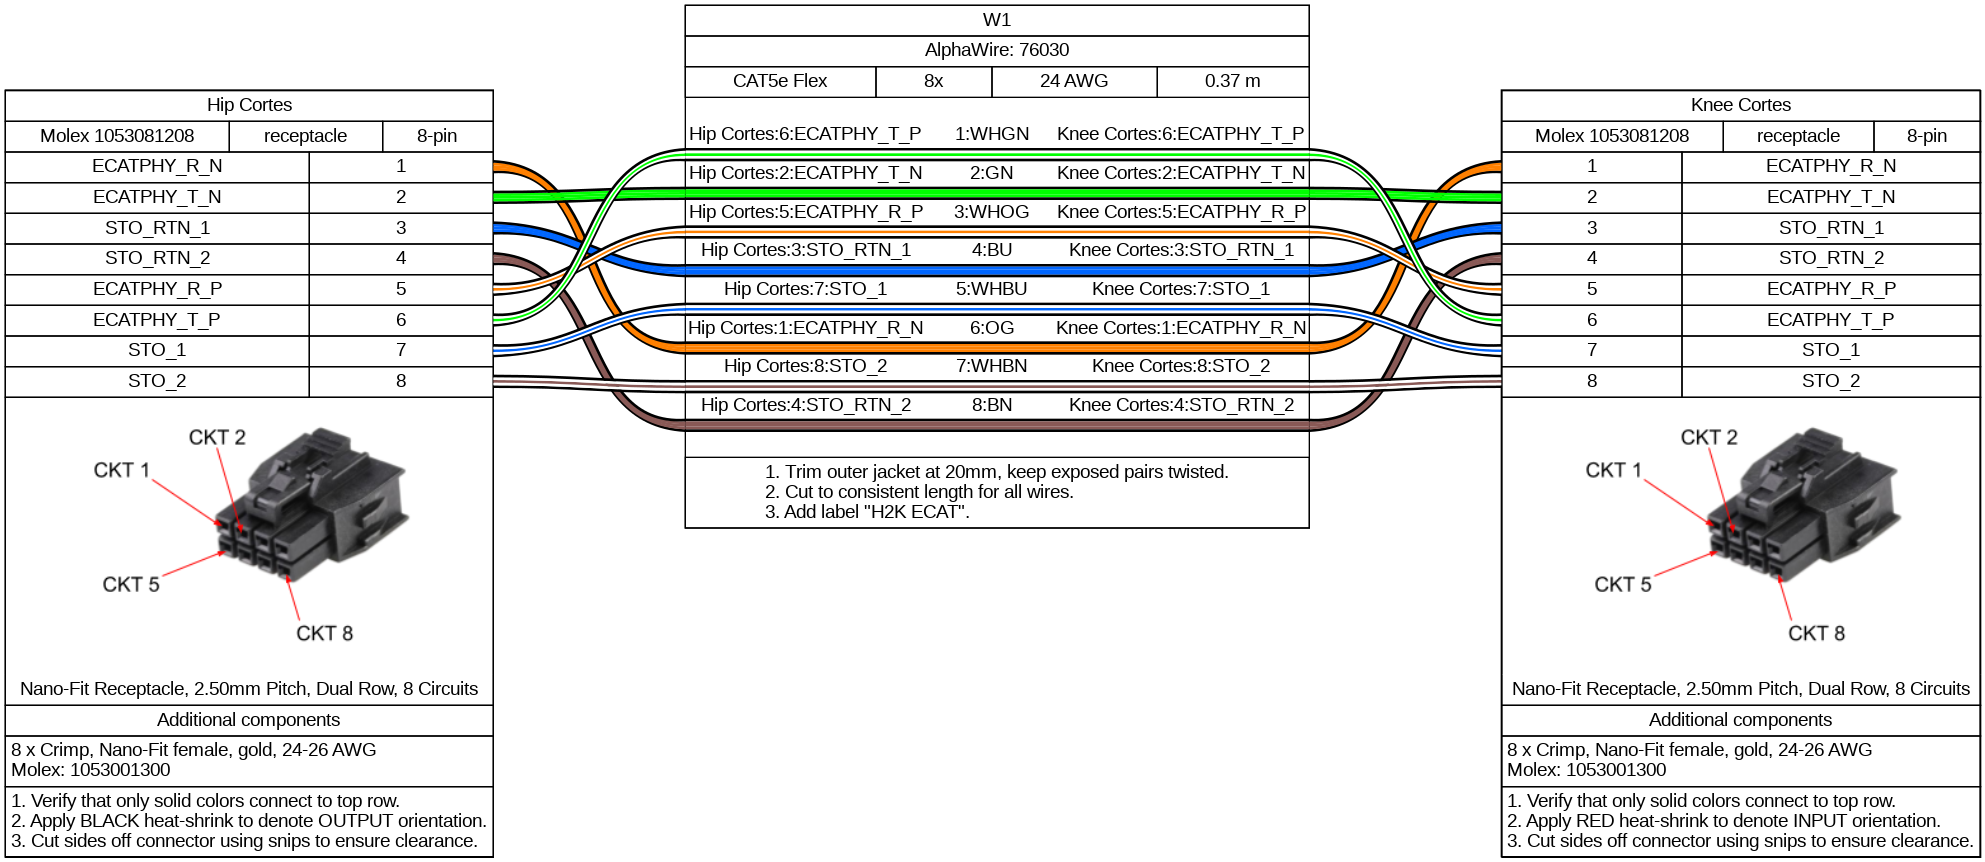 W1
AlphaWire: 76030
CAT5e Flex 8x 24 AWG 0.37 m
Hip Cortes:6:ECATPHY_T_P 1:WHGN Knee Cortes:6:ECATPHY_T_P
Hip Cortes:2:ECATPHY_T_N 2:GN Knee Cortes:2:ECATPHY_T_N
Hip Cortes:5:ECATPHY_R_P 3:WHOG Knee Cortes:5:ECATPHY_R_P
Hip Cortes:3:STO_RTN_1 4:BU Knee Cortes:3:STO_RTN_1
Hip Cortes:7:STO_1 5:WHBU Knee Cortes:7:STO_1
Hip Cortes:1:ECATPHY_R_N 6:OG Knee Cortes:1:ECATPHY_R_N
Hip Cortes:8:STO_2 7:WHBN Knee Cortes:8:STO_2
Hip Cortes:4:STO_RTN_2 8:BN Knee Cortes:4:STO_RTN_2
1. Trim outer jacket at 20mm, keep exposed pairs twisted.
2. Cut to consistent length for all wires.
3. Add label "H2K ECAT".
Hip Cortes
Molex 1053081208 receptacle 8-pin
ECATPHY_R_N 1
ECATPHY_T_N 2
STO_RTN_1 3
STO_RTN_2 4
ECATPHY_R_P 5
ECATPHY_T_P 6
STO_1 7
STO_2 8
CKT 2
CKT 1
CKT 5
CKT 8
Nano-Fit Receptacle, 2.50mm Pitch, Dual Row, 8 Circuits
Additional components
8 x Crimp, Nano-Fit female, gold, 24-26 AWG
Molex: 1053001300
1. Verify that only solid colors connect to top row.
2. Apply BLACK heat-shrink to denote OUTPUT orientation.
3. Cut sides off connector using snips to ensure clearance.
Knee Cortes
Molex 1053081208 receptacle 8-pin
1 ECATPHY_R_N
2 ECATPHY_T_N
3 STO_RTN_1
4 STO_RTN_2
5 ECATPHY_R_P
6 ECATPHY_T_P
7 STO_1
8 STO_2
CKT 2
CKT 1
CKT 5
CKT 8
Nano-Fit Receptacle, 2.50mm Pitch, Dual Row, 8 Circuits
Additional components
8 x Crimp, Nano-Fit female, gold, 24-26 AWG
Molex: 1053001300
1. Verify that only solid colors connect to top row.
2. Apply RED heat-shrink to denote INPUT orientation.
3. Cut sides off connector using snips to ensure clearance.